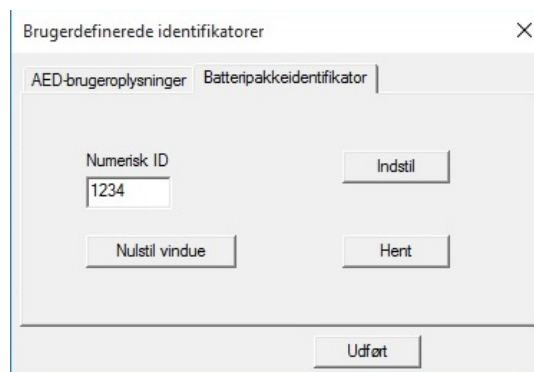 Brugerdefinerede identifikatorer
AED-brugeroplysninger Batteripakkeidentifikator
Numerisk ID
1234
Indstil
Nulstil vindue
Hent
Udført